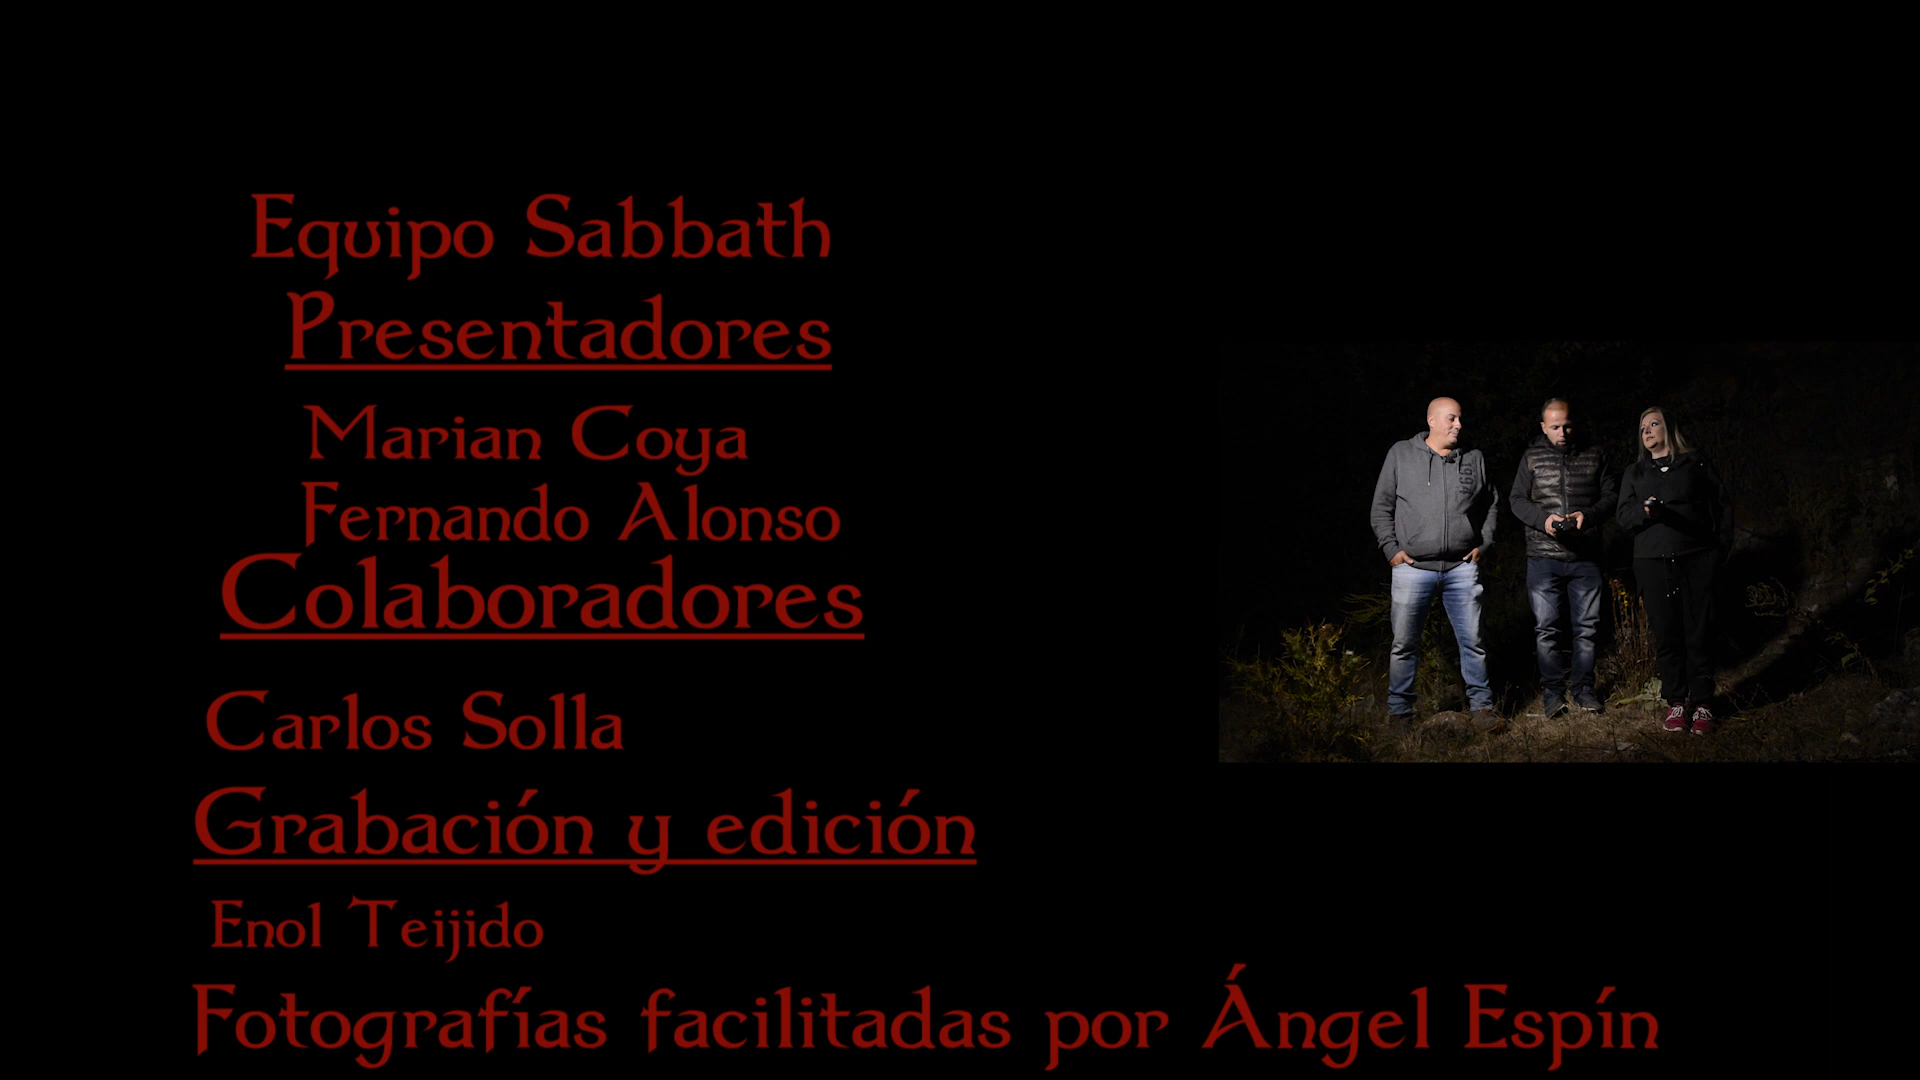 Equipo Sabbath
Presentadores
Marian Coya
Fernando Alonso
Colaboradores
Carlos Solla
Grabación y edición
Enol Teijido
Fotografías facilitadas por Ángel Espín